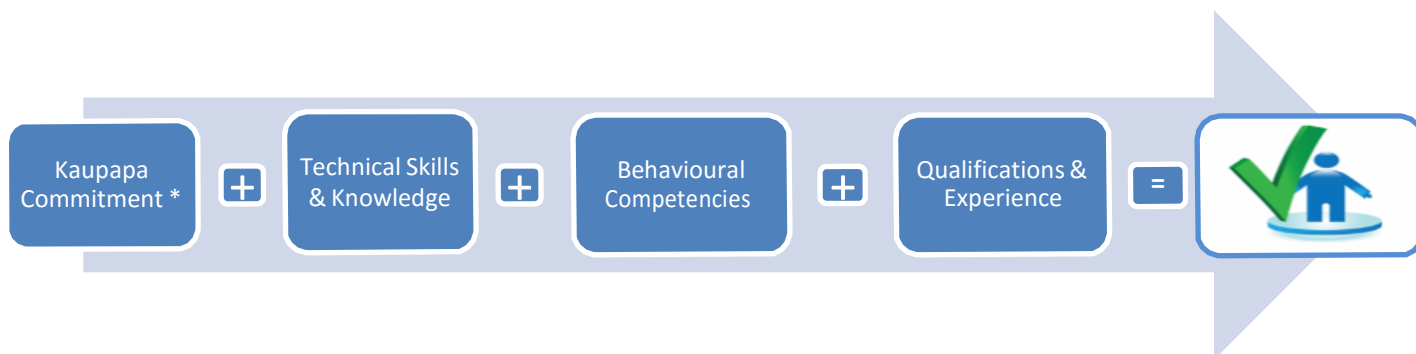 Kaupapa
Commitment *
+
Technical Skills
& Knowledge
+
Behavioural
Competencies
+
Qualifications &
Experience
=